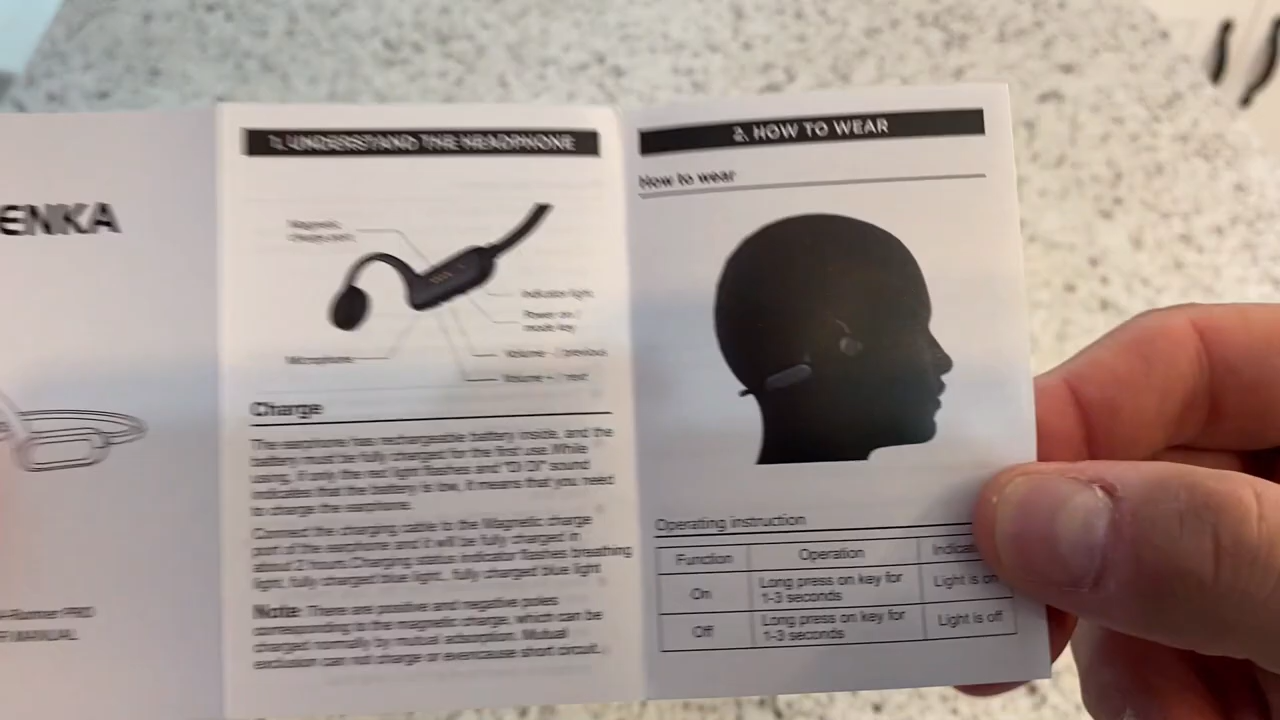 ENKA
MANUAL
1. UNDERSTAND THE HEADPHONE
Magnetic
charge port
Indicator light
Power on /
mode key
Volume - / previous
Volume + / next
Microphone
Charge
The earphone has rechargeable battery inside, and the
battery must be fully charged for the first use.While
using, if only the red light flashes and "DI DI" sound
indicates that the battery is low, it means that you need
to charge the earphone.
Connect the charging cable to the Magnetic charge
port of the earphone and it will be fully charged in
about 2 hours.Charging status indicator flashes breathing
light, fully charged blue light, fully charged blue light
Note: There are positive and negative poles
corresponding to the magnetic charge, which can be
charged normally by mutual adsorption. Mutual
exclusion can not charge or even cause short circuit.
2. HOW TO WEAR
How to wear
Operating instruction
Function Operation
On Long press on key for
1-3 seconds Light is on
Off Long press on key for
1-3 seconds Light is off